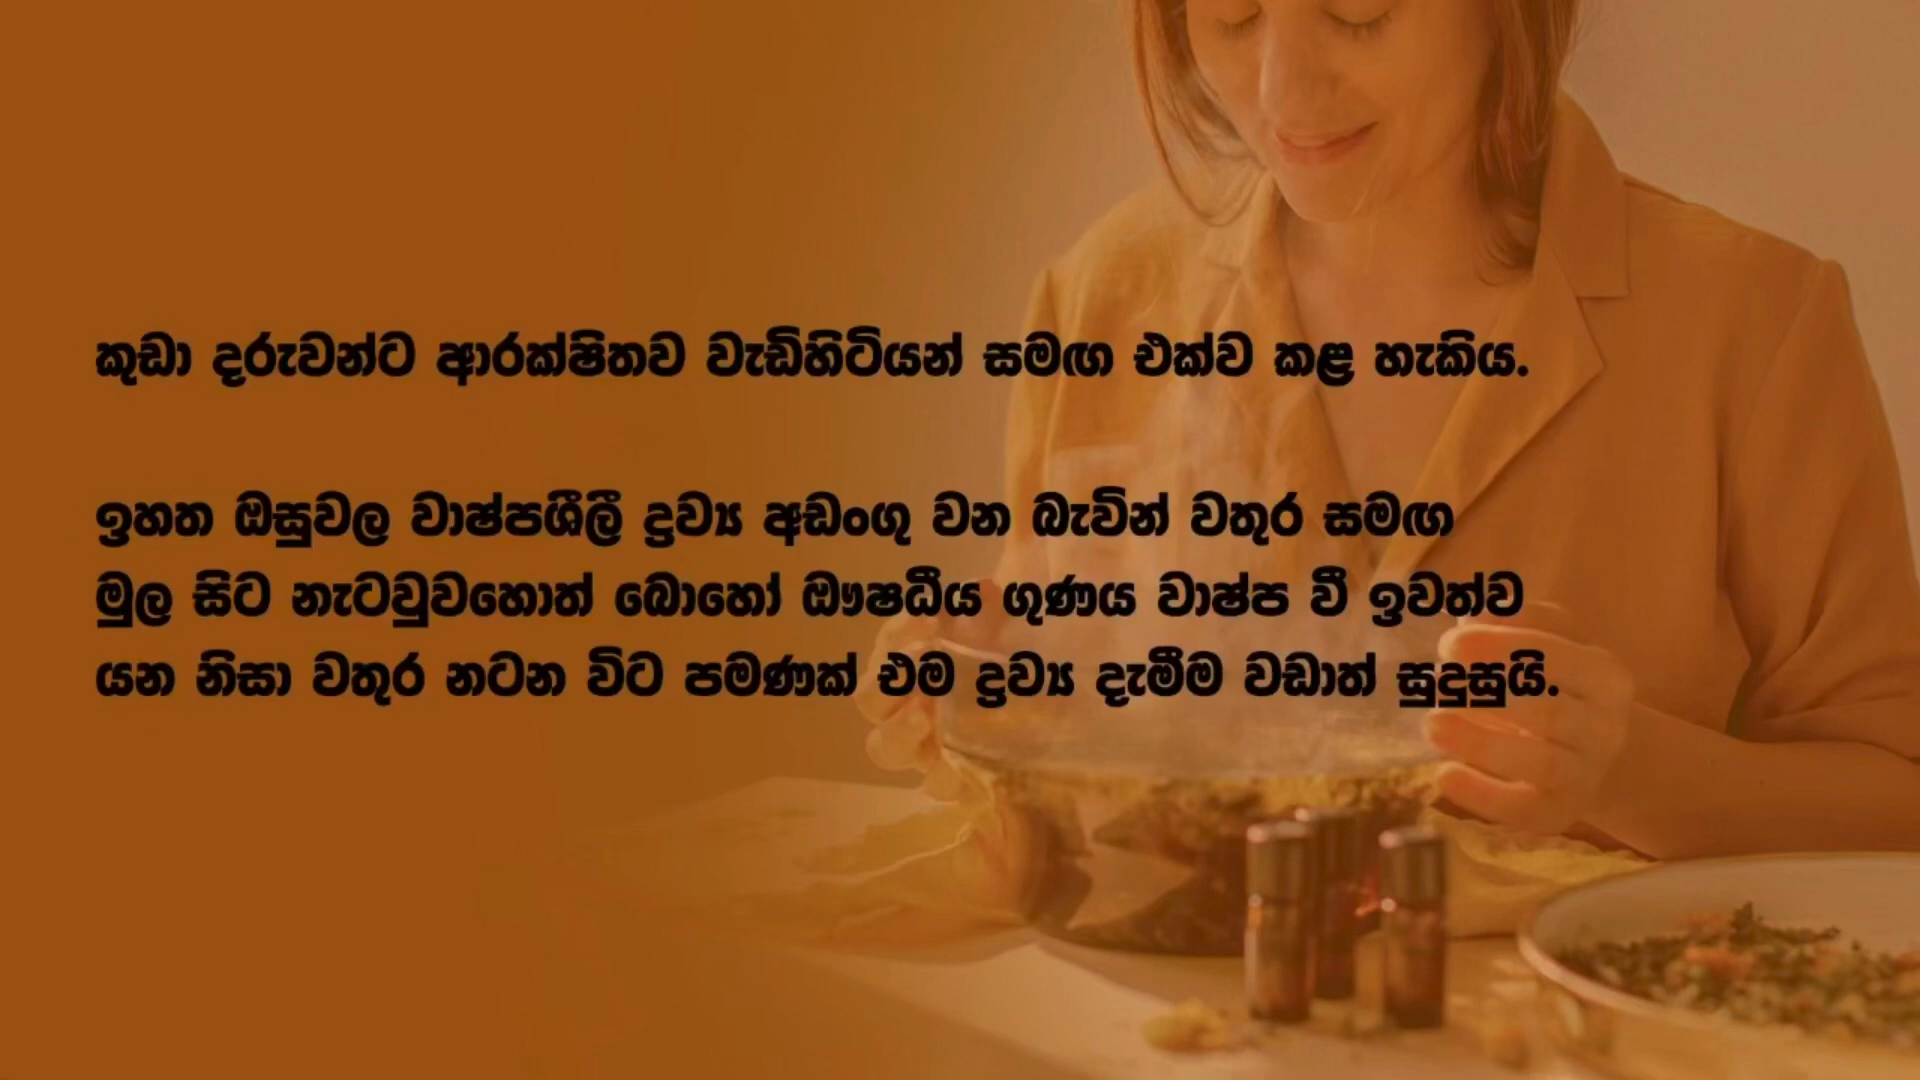 කුඩා දරුවන්ට ආරක්ෂිතව වැඩිහිටියන් සමඟ එක්ව කළ හැකිය.
ඉහත ඔසුවල වාෂ්පශීලී ද්‍රව්‍ය අඩංගු වන බැවින් වතුර සමඟ
මුල සිට නැටවුවහොත් බොහෝ ඖෂධීය ගුණය වාෂ්ප වී ඉවත්ව
යන නිසා වතුර නටන විට පමණක් එම ද්‍රව්‍ය දැමීම වඩාත් සුදුසුයි.